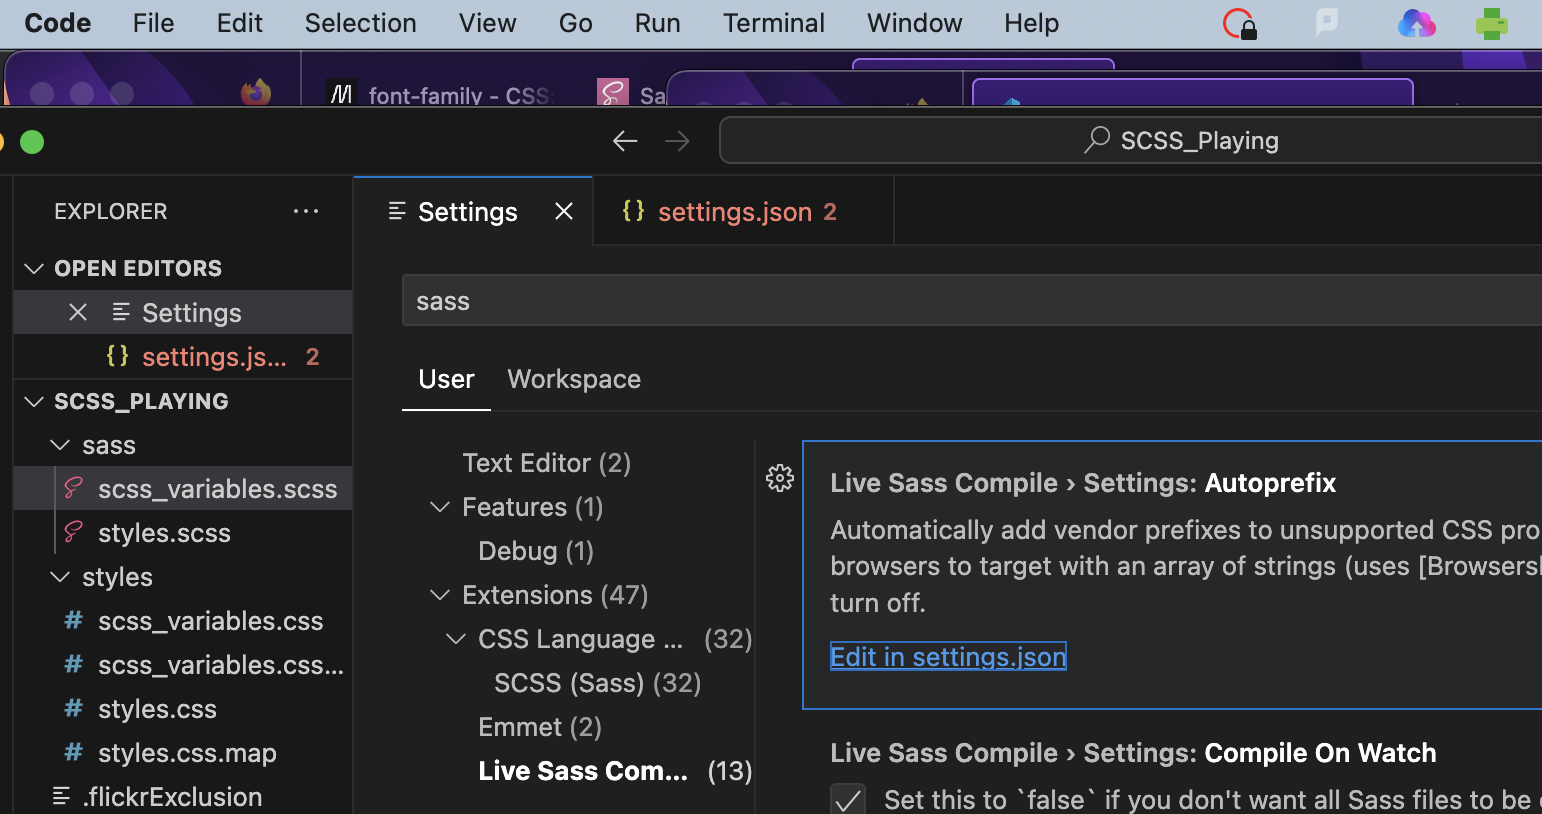 Code File Edit Selection View Go Run Terminal Window Help
font-family - CSS:
Sa
SCSS_Playing
EXPLORER
Settings
settings.json 2
OPEN EDITORS
Settings
settings.js... 2
SCSS_PLAYING
sass
scss_variables.scss
styles.scss
styles
scss_variables.css
scss_variables.css...
styles.css
styles.css.map
.flickrExclusion
sass
User Workspace
Text Editor (2)
Features (1)
Debug (1)
Extensions (47)
CSS Language ... (32)
SCSS (Sass) (32)
Emmet (2)
Live Sass Com... (13)
Live Sass Compile › Settings: Autoprefix
Automatically add vendor prefixes to unsupported CSS pro
browsers to target with an array of strings (uses [Browsersl
turn off.
Edit in settings.json
Live Sass Compile › Settings: Compile On Watch
Set this to `false` if you don't want all Sass files to be